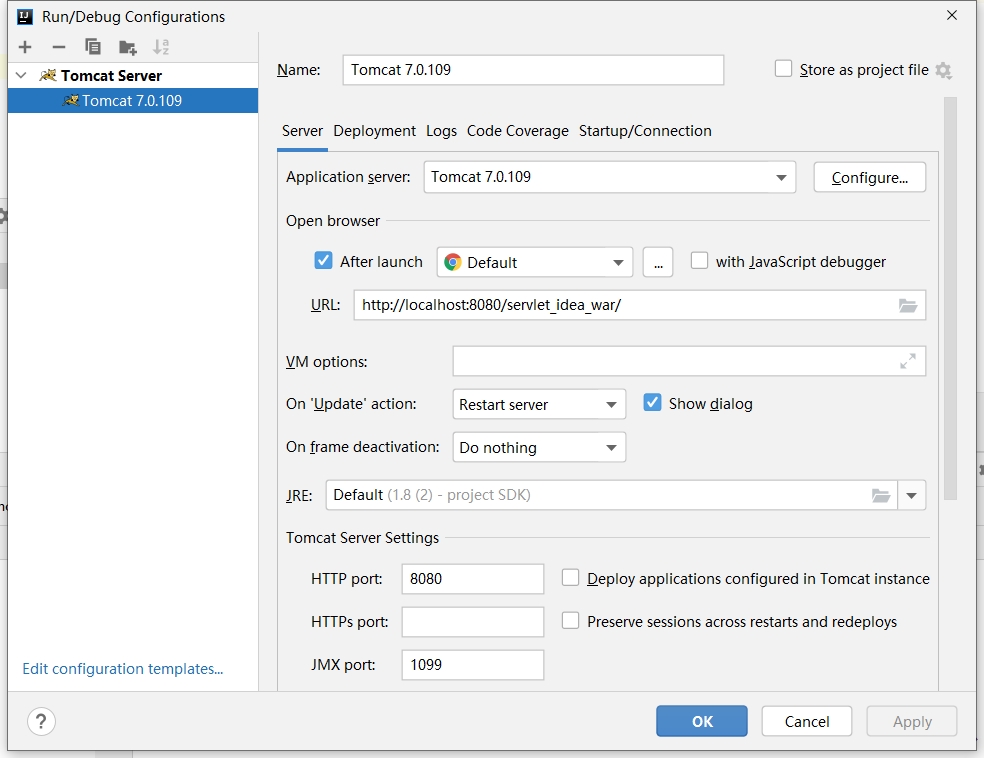 Run/Debug Configurations
Tomcat Server
Tomcat 7.0.109
Name: Tomcat 7.0.109 Store as project file
Server Deployment Logs Code Coverage Startup/Connection
Application server: Tomcat 7.0.109 Configure...
Open browser
After launch Default ... with JavaScript debugger
URL: http://localhost:8080/servlet_idea_war/
VM options:
On 'Update' action: Restart server Show dialog
On frame deactivation: Do nothing
JRE: Default (1.8 (2) - project SDK)
Tomcat Server Settings
HTTP port: 8080 Deploy applications configured in Tomcat instance
HTTPs port: Preserve sessions across restarts and redeploys
JMX port: 1099
Edit configuration templates...
? OK Cancel Apply